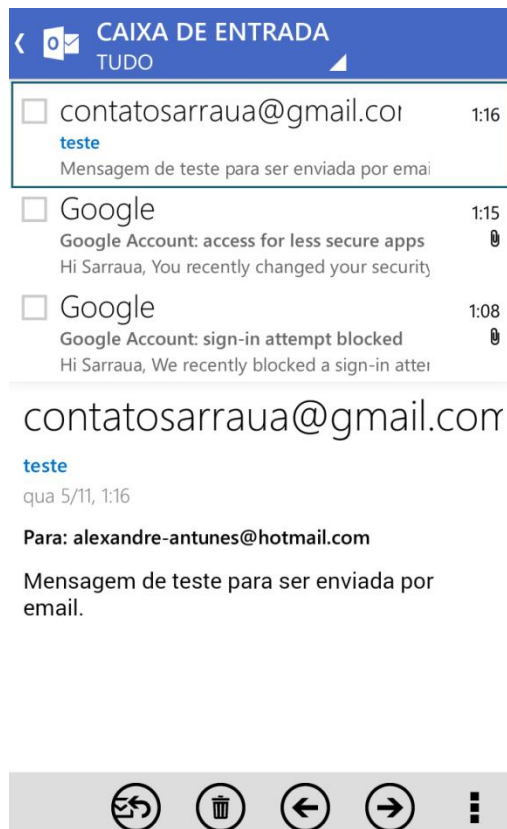 CAIXA DE ENTRADA
TUDO
contatosarraua@gmail.cor
1:16
teste
Mensagem de teste para ser enviada por emai
Google
1:15
Google Account: access for less secure apps
Hi Sarraua, You recently changed your security
Google
1:08
Google Account: sign-in attempt blocked
Hi Sarraua, We recently blocked a sign-in atter
contatosarraua@gmail.com
teste
qua 5/11, 1:16
Para: alexandre-antunes@hotmail.com
Mensagem de teste para ser enviada por
email.